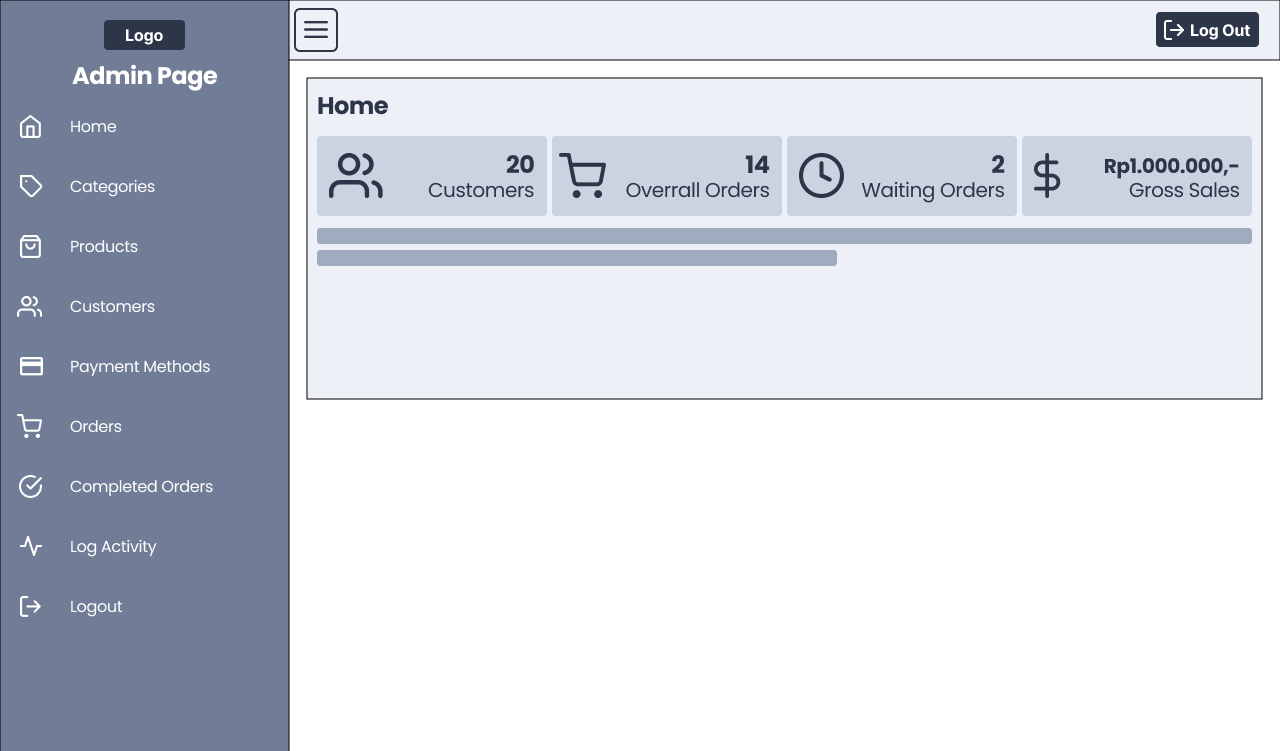 Logo
Admin Page
Home
Categories
Products
Customers
Payment Methods
Orders
Completed Orders
Log Activity
Logout
Log Out
Home
20
Customers
14
Overrall Orders
2
Waiting Orders
Rp1.000.000,-
Gross Sales